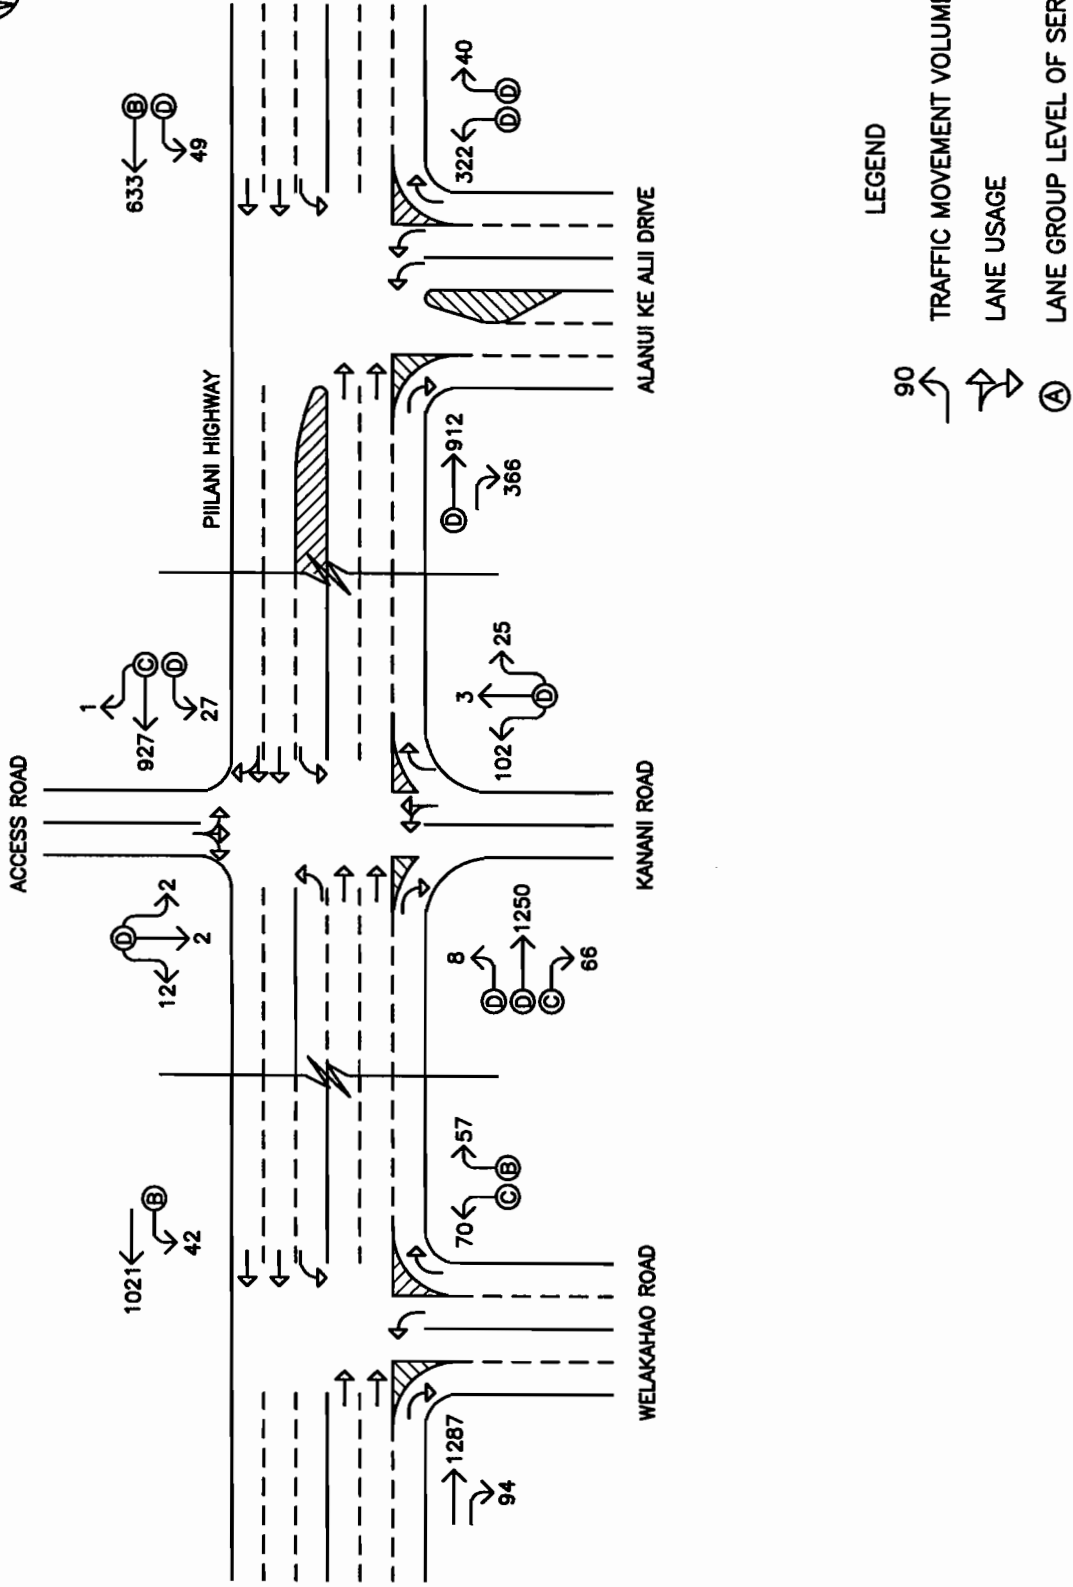 ACCESS ROAD
PIILANI HIGHWAY
1021
42
B
12
2
2
D
1
927
27
C
D
633
49
B
D
1287
94
70
57
C
B
8
1250
66
D
D
C
102
3
25
D
912
366
D
322
40
D
D
WELAKAHAO ROAD
KANANI ROAD
ALANUI KE ALII DRIVE
LEGEND
90
TRAFFIC MOVEMENT VOLUME
LANE USAGE
A
LANE GROUP LEVEL OF SER